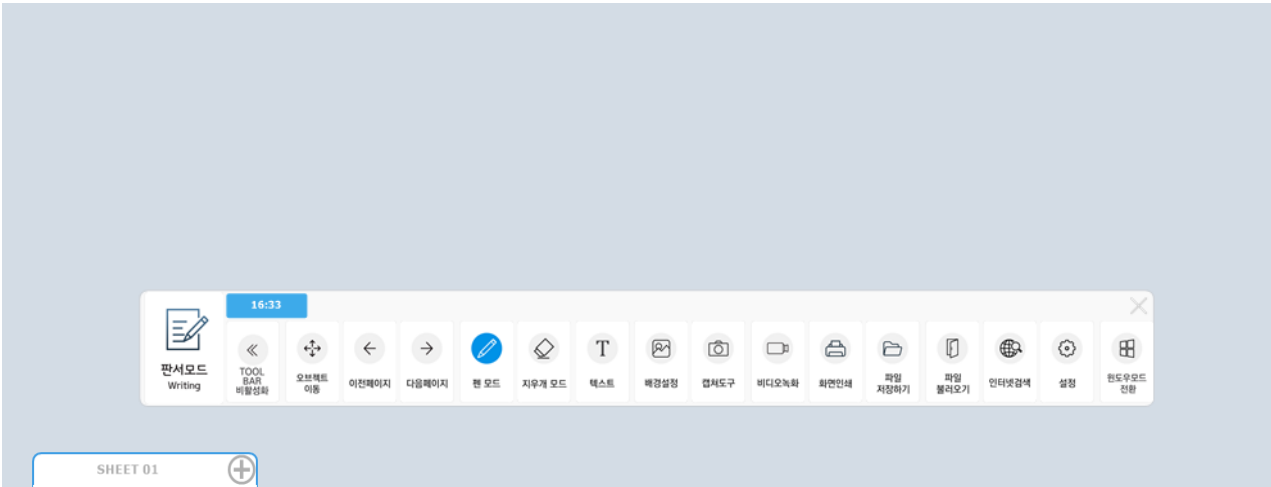 16:33
판서모드
Writing
TOOL
BAR
비활성화
오브젝트
이동
이전페이지
다음페이지
펜 모드
지우개 모드
T
텍스트
배경설정
캡쳐도구
비디오녹화
화면인쇄
파일
저장하기
파일
불러오기
인터넷검색
설정
윈도우모드
전환
SHEET 01